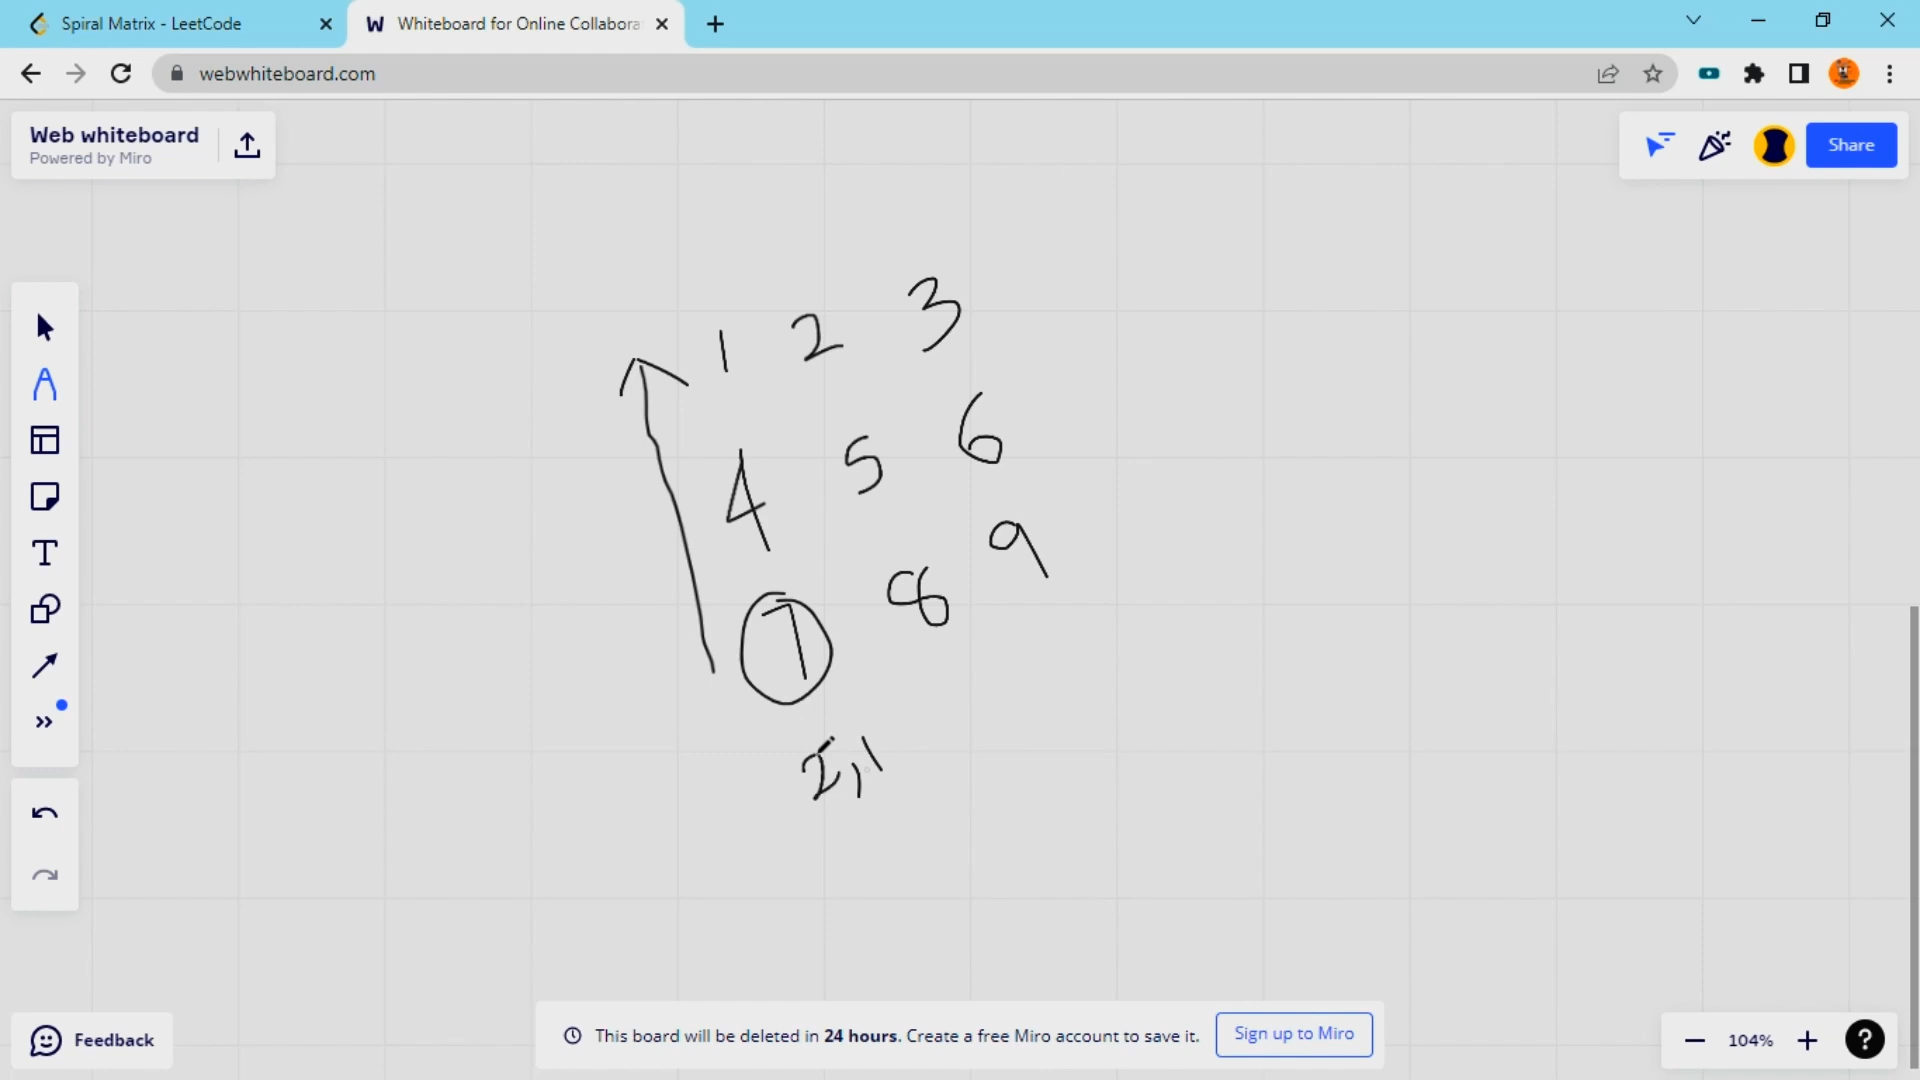 Spiral Matrix - LeetCode
Whiteboard for Online Collabora
webwhiteboard.com
Web whiteboard
Powered by Miro
Share
1 2 3
4 5 6
7 8 9
2,1
T
Feedback
This board will be deleted in 24 hours. Create a free Miro account to save it.
Sign up to Miro
104%
?